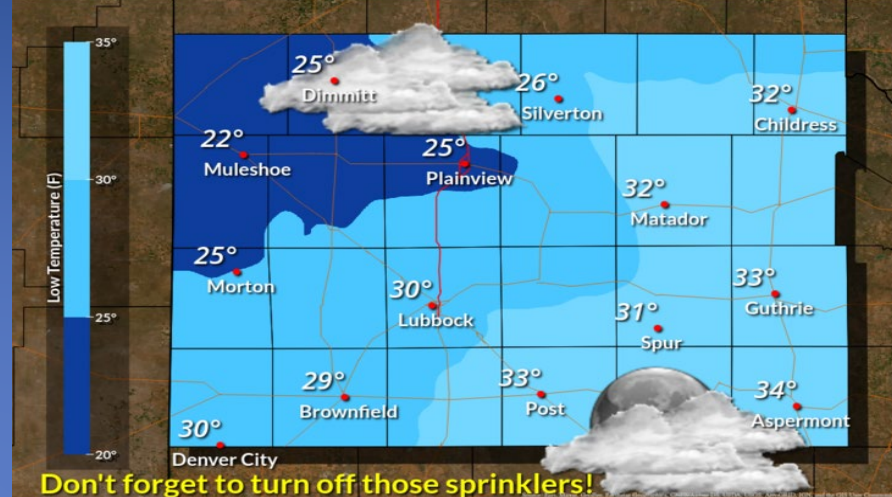 35°
30°
25°
20°
Low Temperature (F)
25°
Dimmitt
26°
Silverton
32°
Childress
22°
Muleshoe
25°
Plainview
32°
Matador
25°
Morton
30°
Lubbock
33°
Guthrie
31°
Spur
29°
Brownfield
33°
Post
34°
Aspermont
30°
Denver City
Don't forget to turn off those sprinklers!